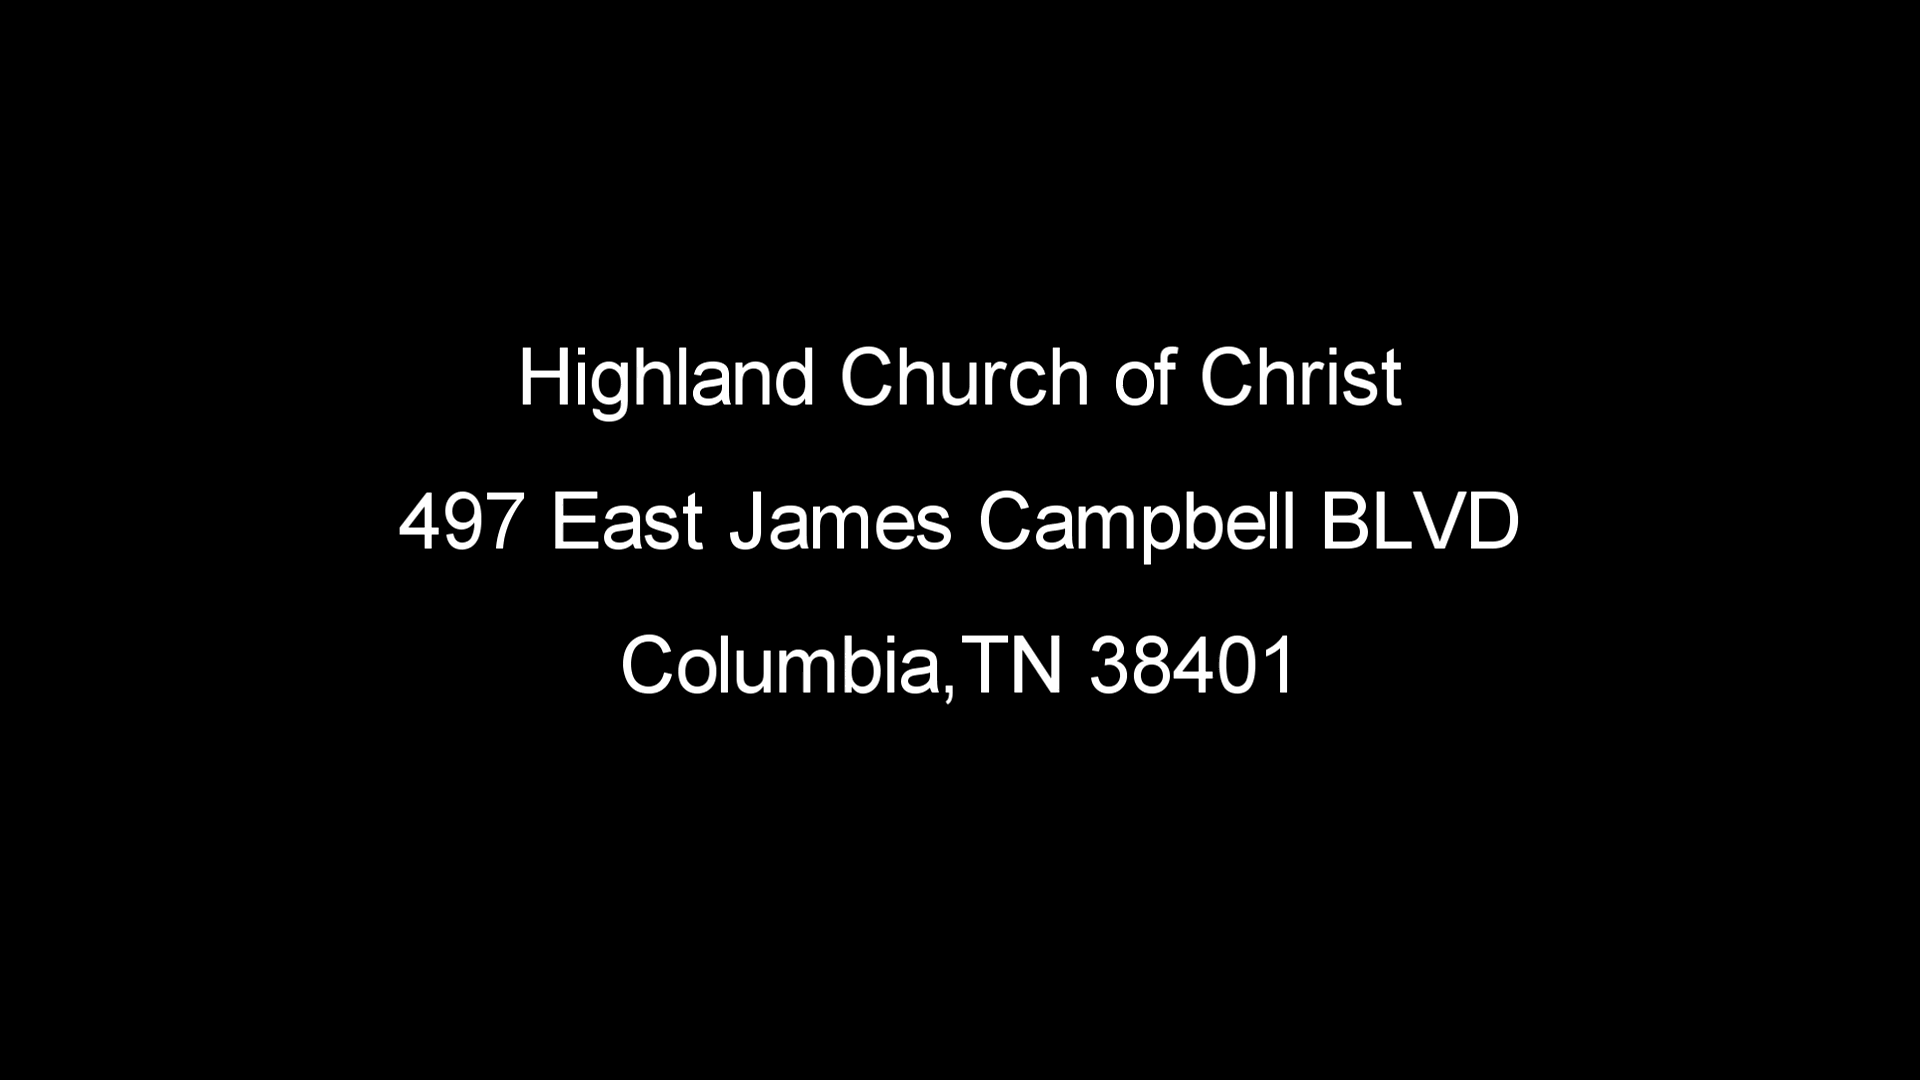 Highland Church of Christ
497 East James Campbell BLVD
Columbia,TN 38401